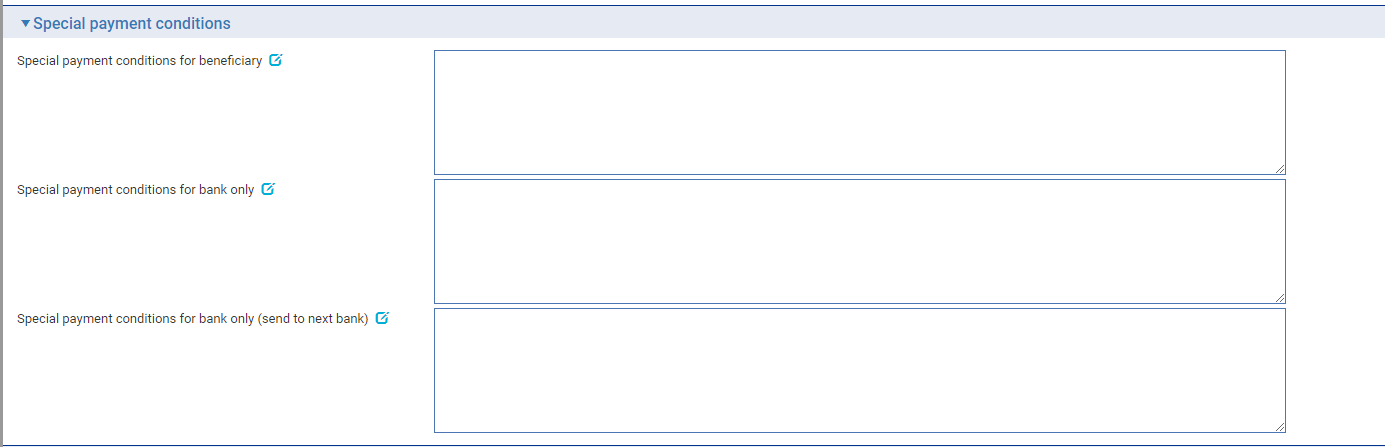 Special payment conditions
Special payment conditions for beneficiary
Special payment conditions for bank only
Special payment conditions for bank only (send to next bank)